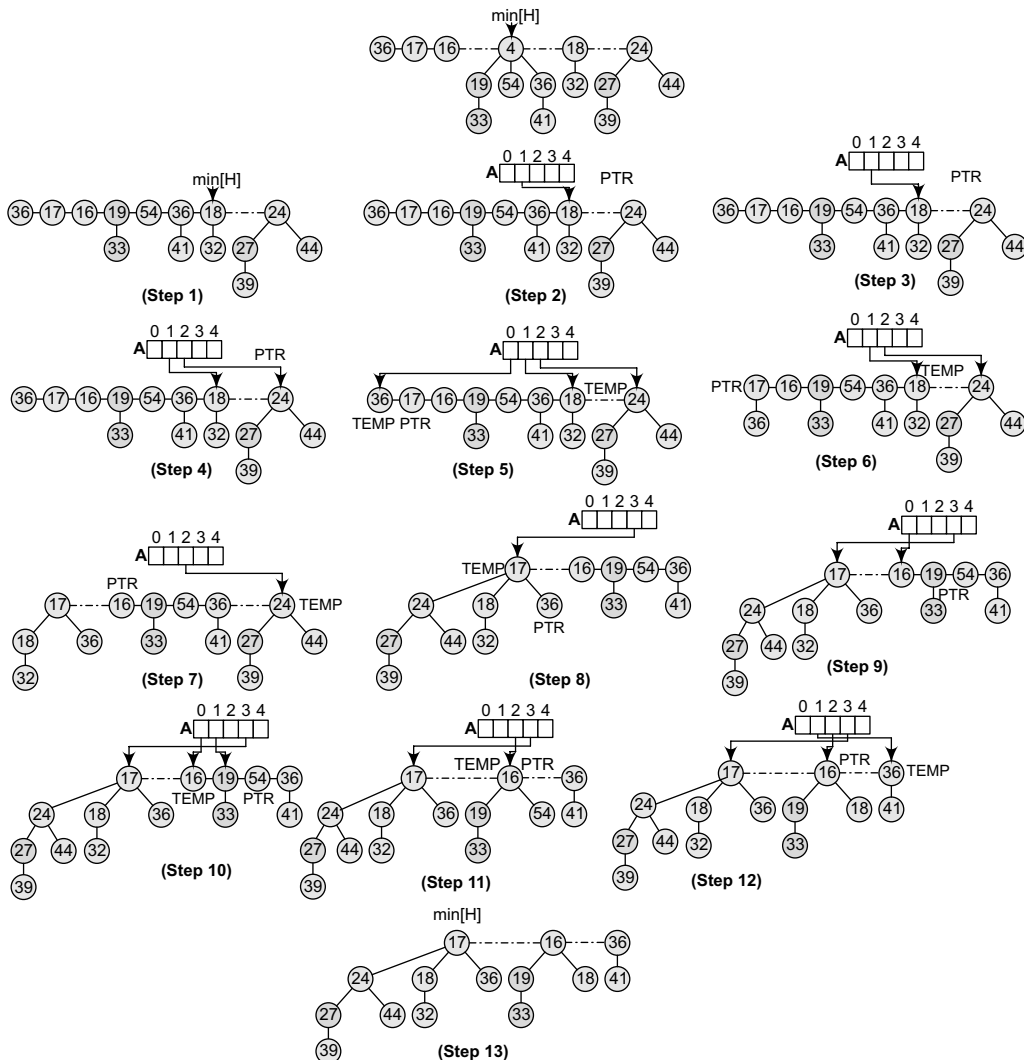 min[H]
36 17 16 4 18 24
19 54 36 32 27 44
33 41 39
min[H]
36 17 16 19 54 36 18 24
33 41 32 27 44
39
(Step 1)
0 1 2 3 4
A
PTR
36 17 16 19 54 36 18 24
33 41 32 27 44
39
(Step 2)
0 1 2 3 4
A
PTR
36 17 16 19 54 36 18 24
33 41 32 27 44
39
(Step 3)
0 1 2 3 4
A
PTR
36 17 16 19 54 36 18 24
33 41 32 27 44
39
(Step 4)
0 1 2 3 4
A
TEMP
36 17 16 19 54 36 18 24
TEMP PTR
33 41 32 27 44
39
(Step 5)
0 1 2 3 4
A
TEMP
PTR 17 16 19 54 36 18 24
36 33 41 32 27 44
39
(Step 6)
0 1 2 3 4
A
PTR
17 16 19 54 36 24 TEMP
18 36 33 41 27 44
32 39
(Step 7)
0 1 2 3 4
A
TEMP 17 16 19 54 36
24 18 36 33 41
PTR
27 44 32
39
(Step 8)
0 1 2 3 4
A
17 16 19 54 36
PTR
24 18 36 33 41
27 44 32
39
(Step 9)
0 1 2 3 4
A
17 16 19 54 36
TEMP PTR
24 18 36 33 41
27 44 32
39
(Step 10)
0 1 2 3 4
A
TEMP PTR
17 16 36
24 18 36 19 54 41
27 44 32 33
39
(Step 11)
0 1 2 3 4
A
PTR
17 16 36 TEMP
24 18 36 19 18 41
27 44 32 33
39
(Step 12)
min[H]
17 16 36
24 18 36 19 18 41
27 44 32 33
39
(Step 13)